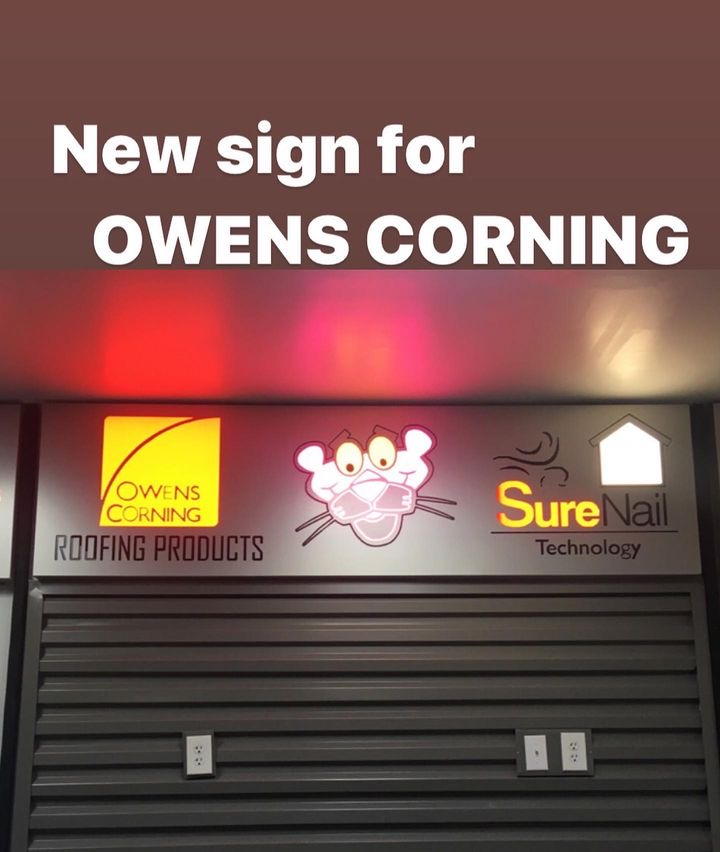 New sign for
OWENS CORNING
OWENS
CORNING
ROOFING PRODUCTS
SureNail
Technology